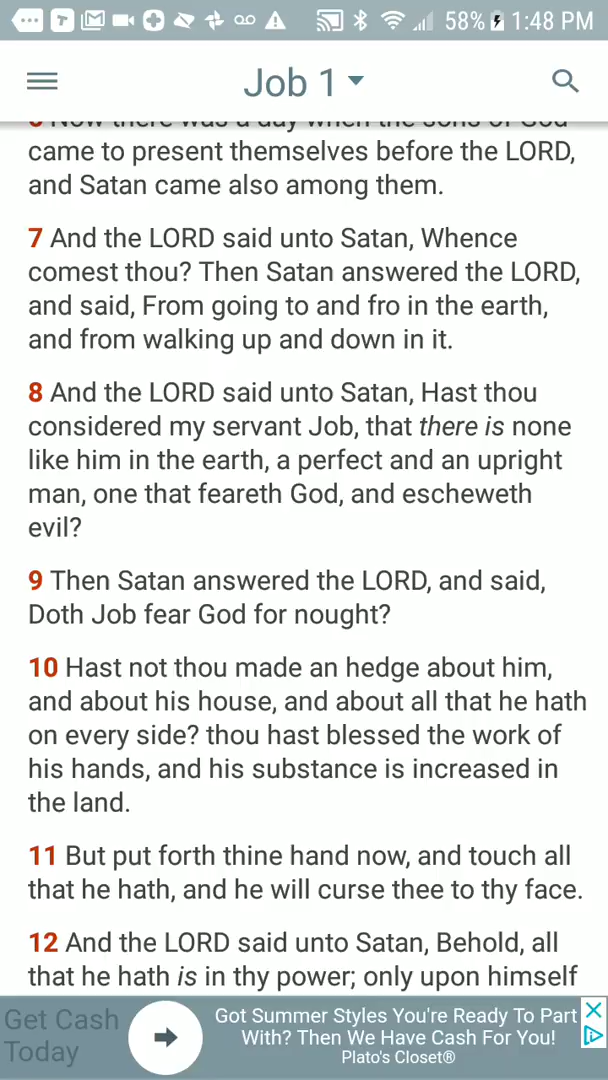 58% 1:48 PM
Job 1
6 Now there was a day when the sons of God
came to present themselves before the LORD,
and Satan came also among them.
7 And the LORD said unto Satan, Whence
comest thou? Then Satan answered the LORD,
and said, From going to and fro in the earth,
and from walking up and down in it.
8 And the LORD said unto Satan, Hast thou
considered my servant Job, that there is none
like him in the earth, a perfect and an upright
man, one that feareth God, and escheweth
evil?
9 Then Satan answered the LORD, and said,
Doth Job fear God for nought?
10 Hast not thou made an hedge about him,
and about his house, and about all that he hath
on every side? thou hast blessed the work of
his hands, and his substance is increased in
the land.
11 But put forth thine hand now, and touch all
that he hath, and he will curse thee to thy face.
12 And the LORD said unto Satan, Behold, all
that he hath is in thy power; only upon himself
Get Cash
Today
Got Summer Styles You're Ready To Part
With? Then We Have Cash For You!
Plato's Closet®